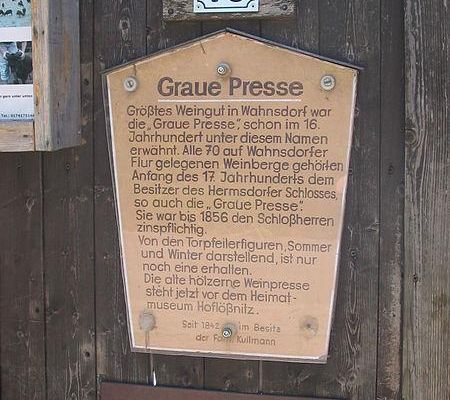 Graue Presse
Größtes Weingut in Wahnsdorf war
die „Graue Presse”, schon im 16.
Jahrhundert unter diesem Namen
erwähnt. Alle 70 auf Wahnsdorfer
Flur gelegenen Weinberge gehörten
Anfang des 17. Jahrhunderts dem
Besitzer des Hermsdorfer Schlosses,
so auch die „Graue Presse”.
Sie war bis 1856 den Schloßherren
zinspflichtig.
Von den Torpfeilerfiguren, Sommer
und Winter darstellend, ist nur
noch eine erhalten.
Die alte hölzerne Weinpresse
steht jetzt vor dem Heimat-
museum Hoflößnitz.
Seit 1842 im Besitz
der Fam. Kullmann